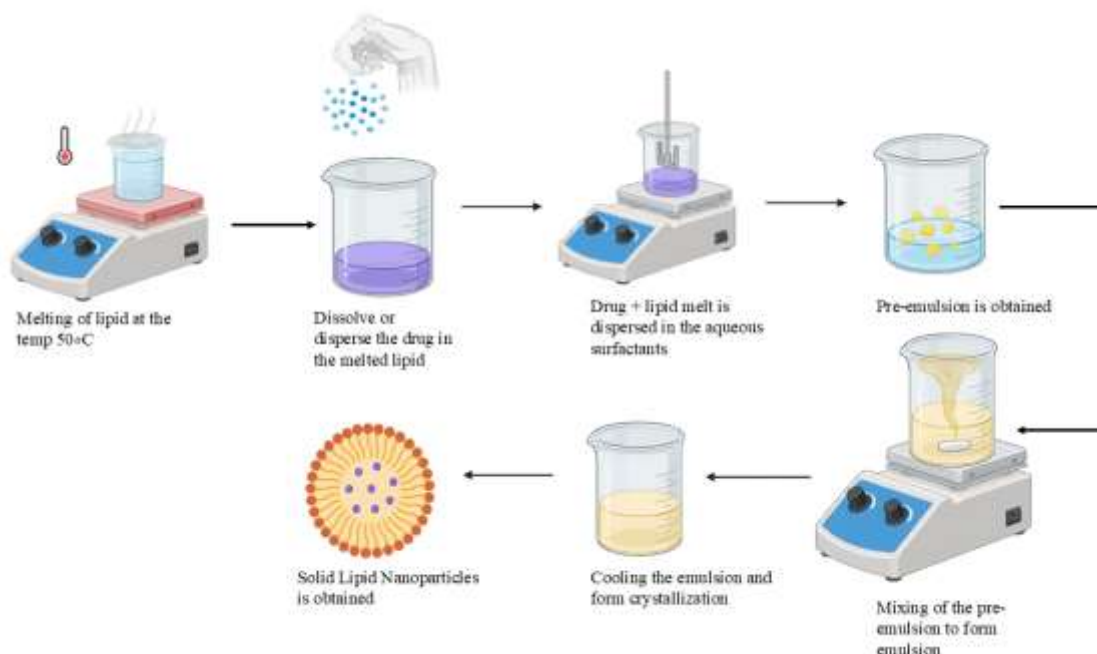 Melting of lipid at the
temp 50∘C
Dissolve or
disperse the drug in
the melted lipid
Drug + lipid melt is
dispersed in the aqueous
surfactants
Pre-emulsion is obtained
Mixing of the pre-
emulsion to form
emulsion
Cooling the emulsion and
form crystallization
Solid Lipid Nanoparticles
is obtained